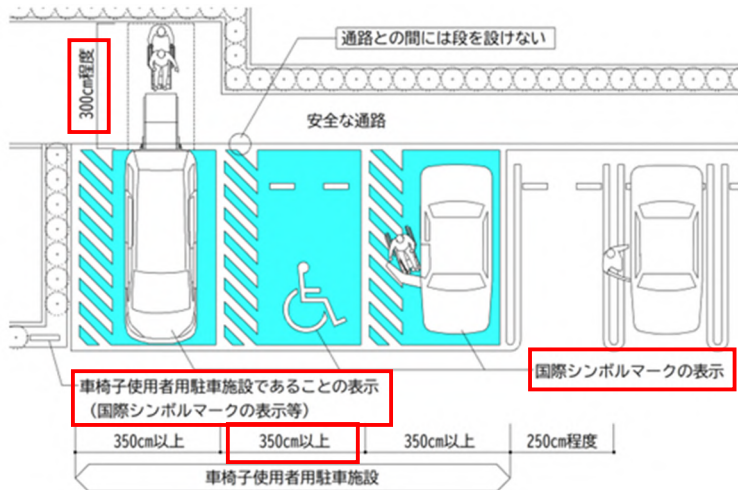 通路との間には段を設けない
300cm程度
安全な通路
国際シンボルマークの表示
車椅子使用者用駐車施設であることの表示
（国際シンボルマークの表示等）
350cm以上
350cm以上
350cm以上
250cm程度
車椅子使用者用駐車施設